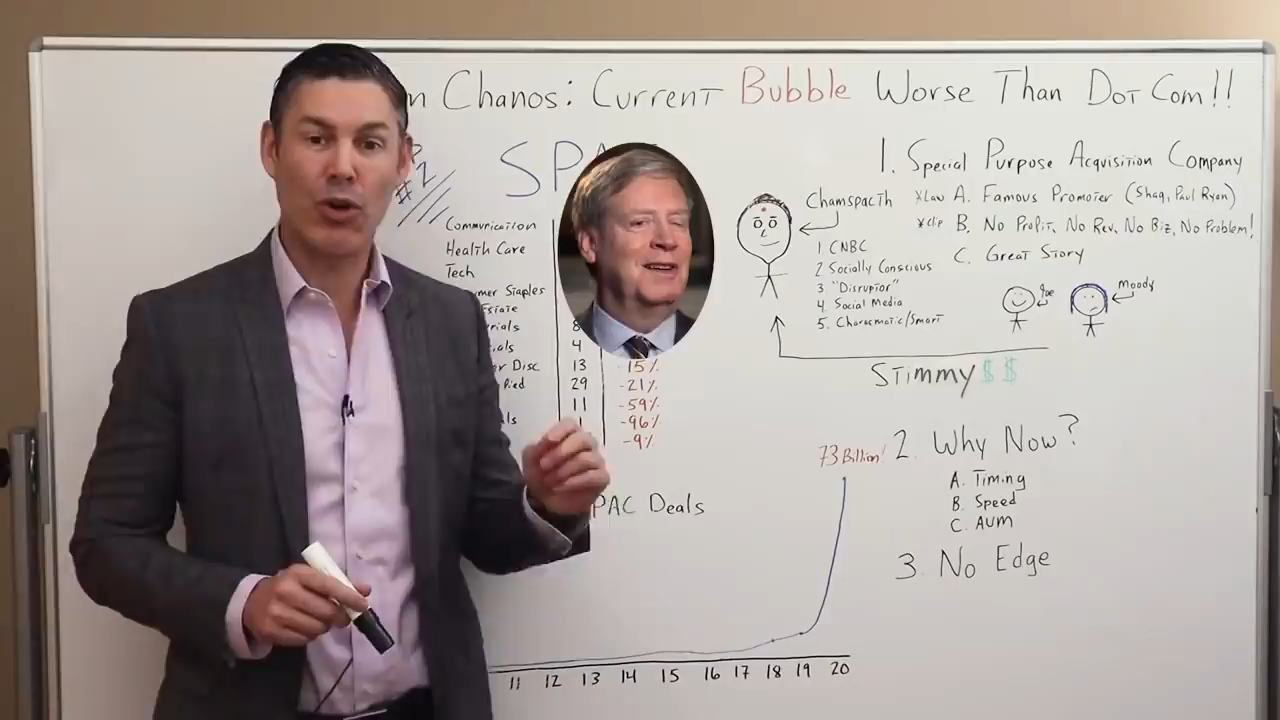 Chanos: Current Bubble Worse Than Dot Com!!
#2
SPA
Communication
Health Care
Tech
Staples
Disc 13 -15%
29 -21%
11 -59%
1 -96%
-9%
4
Deals
73 Billion!
11 12 13 14 15 16 17 18 19 20
1. Special Purpose Acquisition Company
A. Famous Promoter (Shaq, Paul Ryan)
*clip B. No Profit, No Rev, No Biz, No Problem!
C. Great Story
Chamspacth
1 CNBC
2 Socially Conscious
3. "Disruptor"
4. Social Media
5. Charasmatic/Smart
Joe
Moody
Stimmy $ $
2. Why Now?
A. Timing
B. Speed
C. AUM
3. No Edge